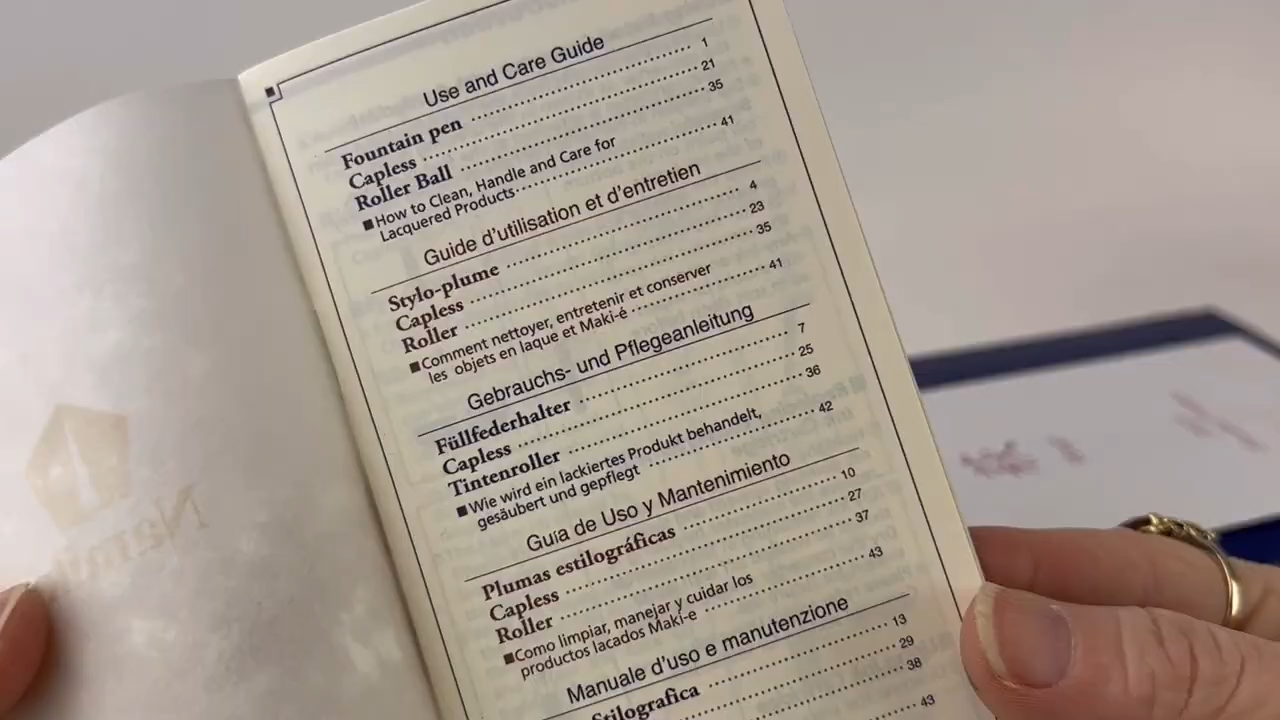 Use and Care Guide
Fountain pen ........................................ 1
Capless ........................................ 21
Roller Ball ........................................ 35
■How to Clean, Handle and Care for
Lacquered Products ........................................ 41
Guide d'utilisation et d'entretien
Stylo-plume ........................................ 4
Capless ........................................ 23
Roller ........................................ 35
■Comment nettoyer, entretenir et conserver
les objets en laque et Maki-é ........................................ 41
Gebrauchs- und Pflegeanleitung
Füllfederhalter ........................................ 7
Capless ........................................ 25
Tintenroller ........................................ 36
■Wie wird ein lackiertes Produkt behandelt,
gesäubert und gepflegt ........................................ 42
Guía de Uso y Mantenimiento
Plumas estilográficas ........................................ 10
Capless ........................................ 27
Roller ........................................ 37
■Como limpiar, manejar y cuidar los
productos lacados Maki-e ........................................ 43
Manuale d'uso e manutenzione
Stilografica ........................................ 13
29
38
43